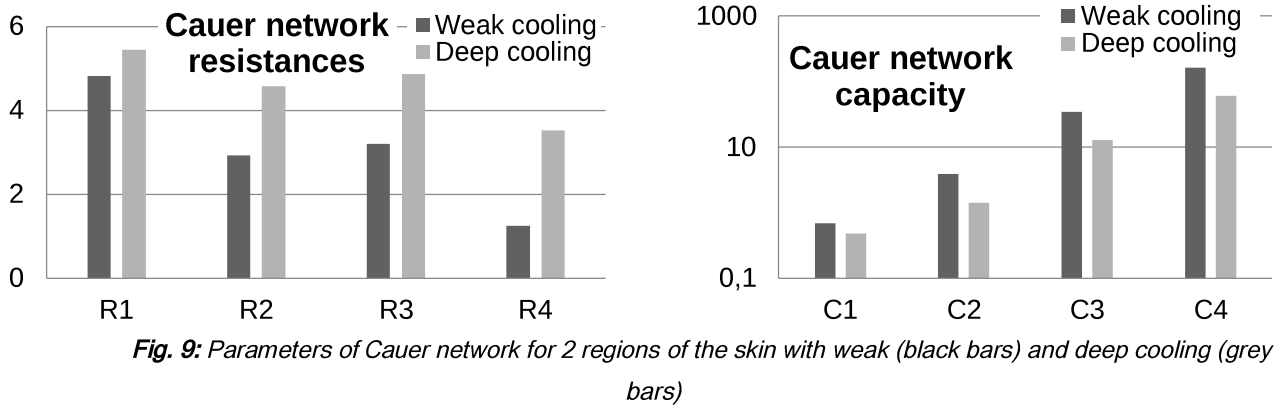 Cauer network
resistances
Weak cooling
Deep cooling
6
4
2
0
R1 R2 R3 R4
Cauer network
capacity
Weak cooling
Deep cooling
1000
10
0,1
C1 C2 C3 C4
Fig. 9: Parameters of Cauer network for 2 regions of the skin with weak (black bars) and deep cooling (grey
bars)